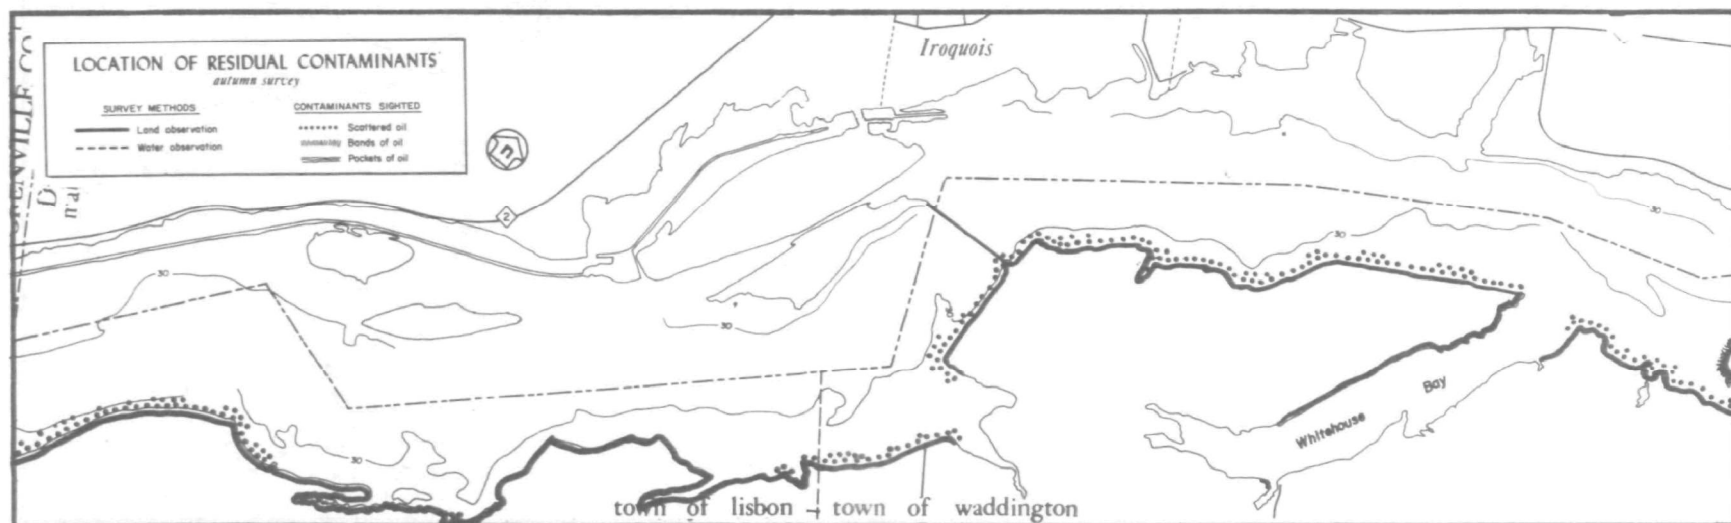 LOCATION OF RESIDUAL CONTAMINANTS
autumn survey
SURVEY METHODS
Land observation
Water observation
CONTAMINANTS SIGHTED
Scattered oil
Bands of oil
Pockets of oil
n
Iroquois
2
30
30
30
30
30
30
Whitehouse Bay
town of lisbon
town of waddington